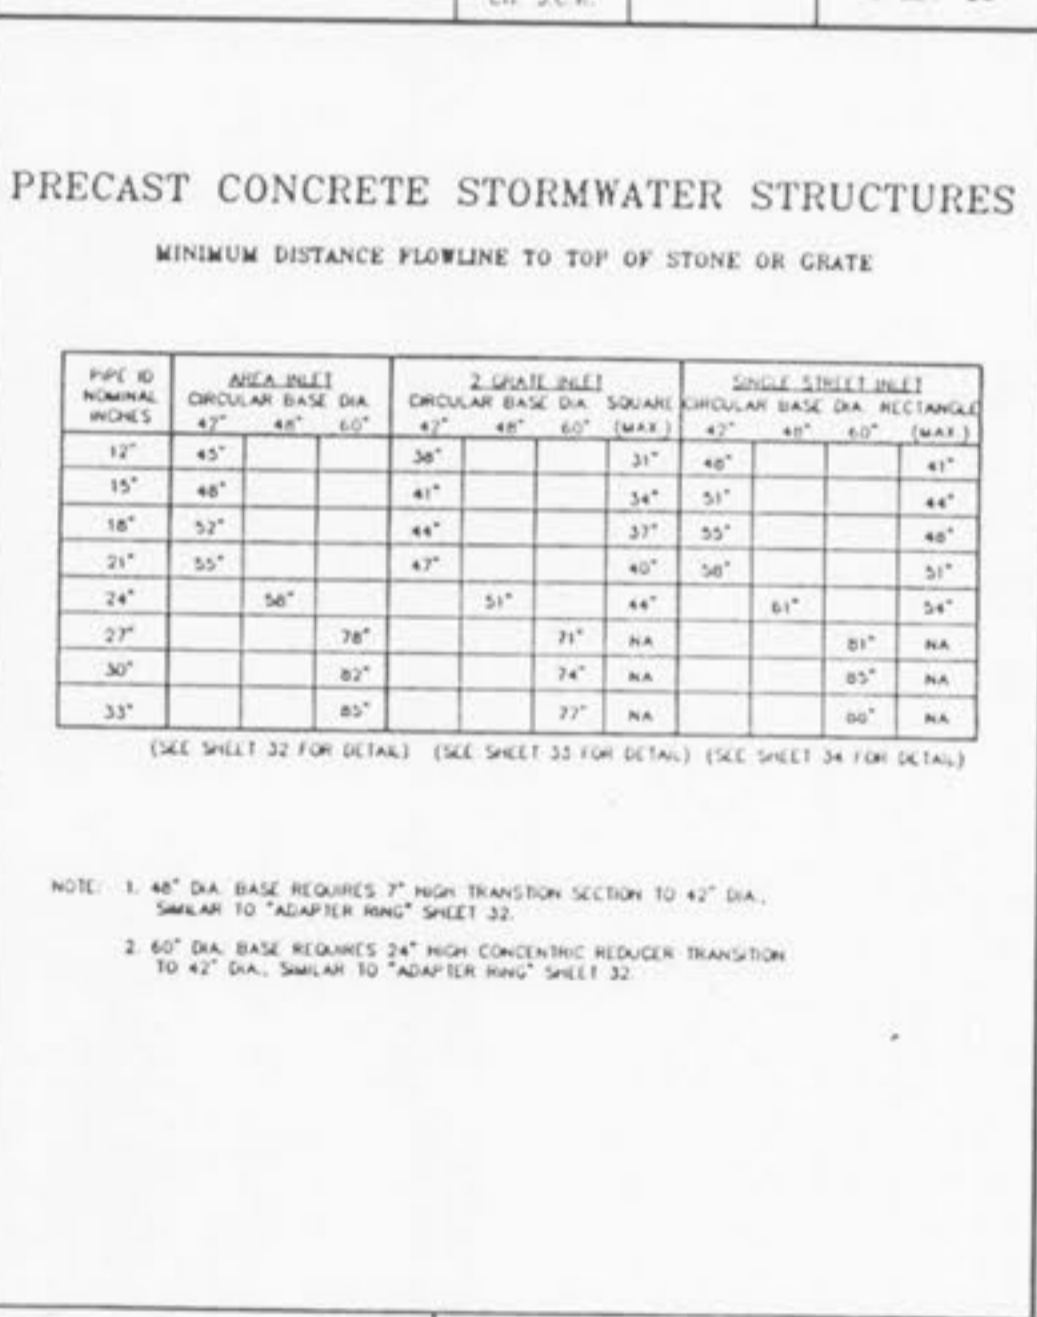 PRECAST CONCRETE STORMWATER STRUCTURES
MINIMUM DISTANCE FLOWLINE TO TOP OF STONE OR GRATE
PIPE ID NOMINAL INCHES
AREA INLET 2 GRATE INLET SINGLE STREET INLET
CIRCULAR BASE DIA. CIRCULAR BASE DIA. SQUARE CIRCULAR BASE DIA. RECTANGLE
42" 48" 60" 42" 48" 60" (MAX.) 42" 48" 60" (MAX.)
12" 45" 38" 31" 48" 41"
15" 48" 41" 34" 51" 44"
18" 52" 44" 37" 55" 48"
21" 55" 47" 40" 58" 51"
24" 58" 51" 44" 61" 54"
27" 78" 71" NA 81" NA
30" 82" 74" NA 85" NA
33" 85" 77" NA NA
(SEE SHEET 32 FOR DETAIL) (SEE SHEET 33 FOR DETAIL) (SEE SHEET 34 FOR DETAIL)
NOTE: 1. 48" DIA. BASE REQUIRES 7" HIGH TRANSTION SECTION TO 42" DIA.,
SIMILAR TO "ADAPTER RING" SHEET 32.
2. 60" DIA. BASE REQUIRES 24" HIGH CONCENTRIC REDUCER TRANSITION
TO 42" DIA., SIMILAR TO "ADAPTER RING" SHEET 32.